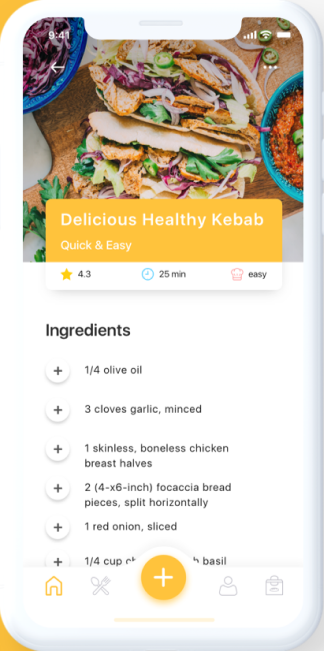 9:41
Delicious Healthy Kebab
Quick & Easy
4.3 25 min easy
Ingredients
1/4 olive oil
3 cloves garlic, minced
1 skinless, boneless chicken
breast halves
2 (4-x6-inch) focaccia bread
pieces, split horizontally
1 red onion, sliced
1/4 cup basil